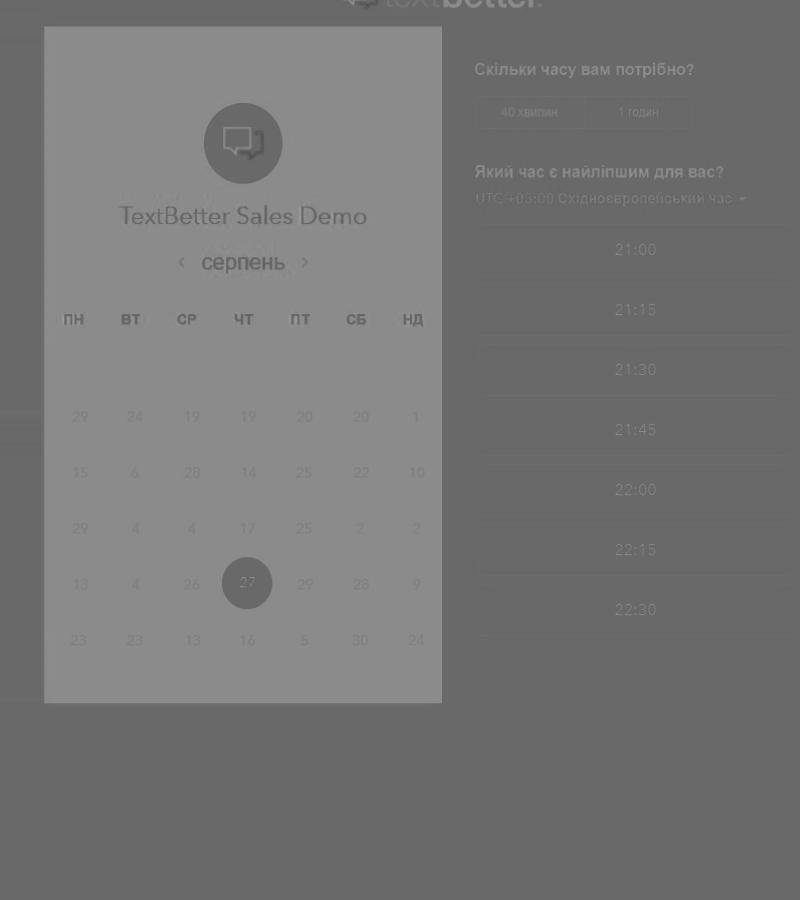 textbetter.
TextBetter Sales Demo
‹ серпень ›
ПН ВТ СР ЧТ ПТ СБ НД
29 24 19 19 20 20 1
15 6 28 14 25 22 10
29 4 4 17 25 2 2
13 4 26 27 29 28 9
23 23 13 16 5 30 24
Скільки часу вам потрібно?
40 хвилин 1 годин
Який час є найліпшим для вас?
UTC +03:00 Східноєвропейський час
21:00
21:15
21:30
21:45
22:00
22:15
22:30